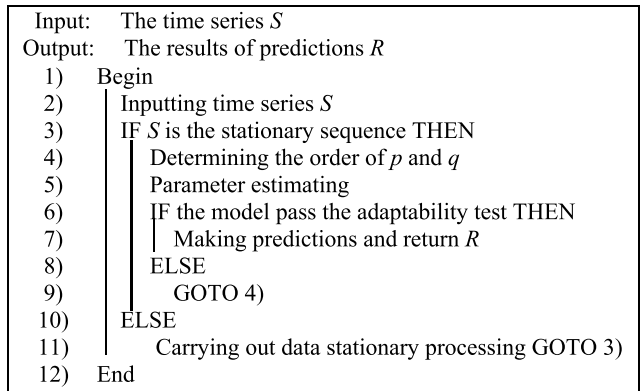 Input: The time series S
Output: The results of predictions R
1) Begin
2) Inputting time series S
3) IF S is the stationary sequence THEN
4) Determining the order of p and q
5) Parameter estimating
6) IF the model pass the adaptability test THEN
7) Making predictions and return R
8) ELSE
9) GOTO 4)
10) ELSE
11) Carrying out data stationary processing GOTO 3)
12) End